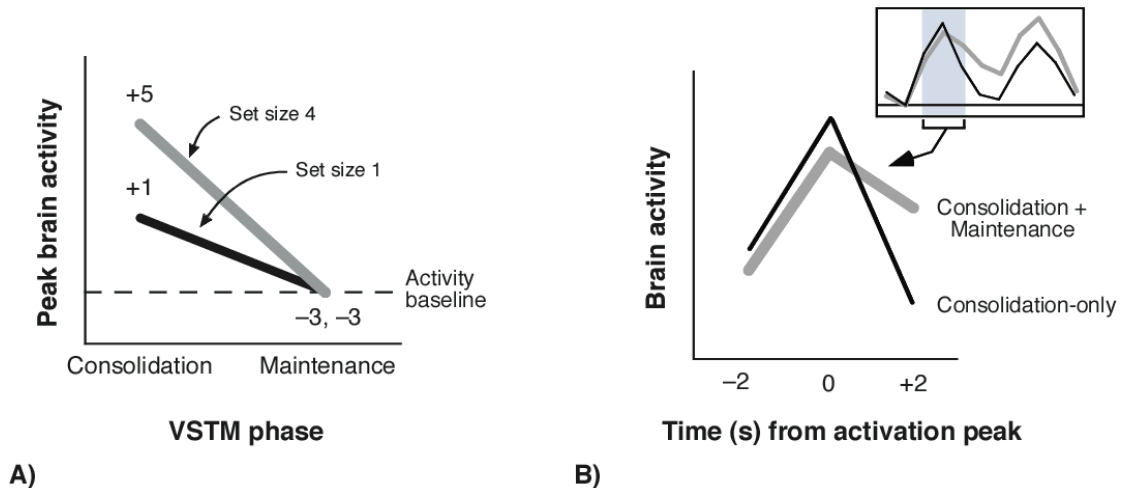 Peak brain activity
+5
Set size 4
+1
Set size 1
Activity
baseline
–3, –3
Consolidation
Maintenance
VSTM phase
A)
Brain activity
Consolidation +
Maintenance
Consolidation-only
–2
0
+2
Time (s) from activation peak
B)